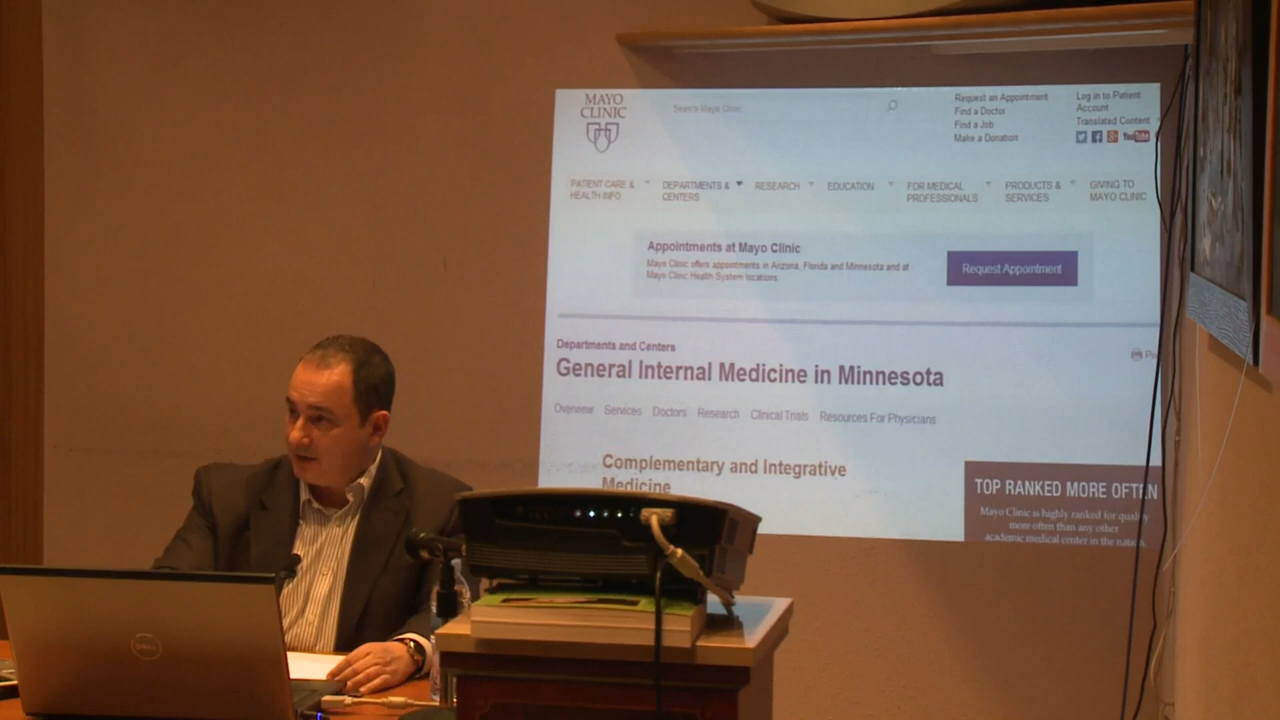 MAYO
CLINIC
Search Mayo Clinic
Request an Appointment
Find a Doctor
Find a Job
Make a Donation
Log in to Patient
Account
Translated Content
YouTube
PATIENT CARE &
HEALTH INFO
DEPARTMENTS &
CENTERS
RESEARCH
EDUCATION
FOR MEDICAL
PROFESSIONALS
PRODUCTS &
SERVICES
GIVING TO
MAYO CLINIC
Appointments at Mayo Clinic
Mayo Clinic offers appointments in Arizona, Florida and Minnesota and at
Mayo Clinic Health System locations.
Request Appointment
Departments and Centers
General Internal Medicine in Minnesota
Overview Services Doctors Research Clinical Trials Resources For Physicians
Complementary and Integrative
Medicine
TOP RANKED MORE OFTEN
Mayo Clinic is highly ranked for quality
more often than any other
academic medical center in the nation.
DELL